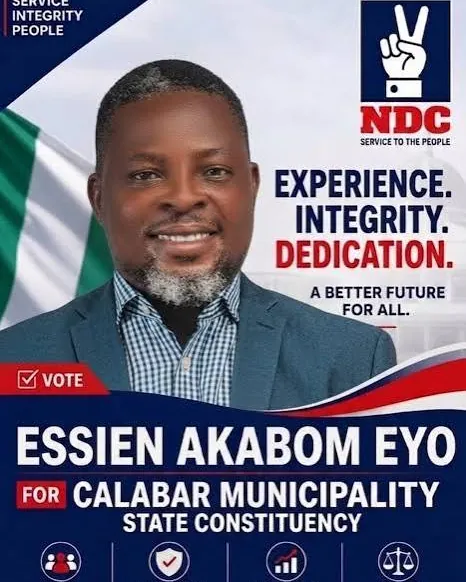 SERVICE
INTEGRITY
PEOPLE
NDC
SERVICE TO THE PEOPLE
EXPERIENCE.
INTEGRITY.
DEDICATION.
A BETTER FUTURE
FOR ALL.
VOTE
ESSIEN AKABOM EYO
FOR CALABAR MUNICIPALITY
STATE CONSTITUENCY